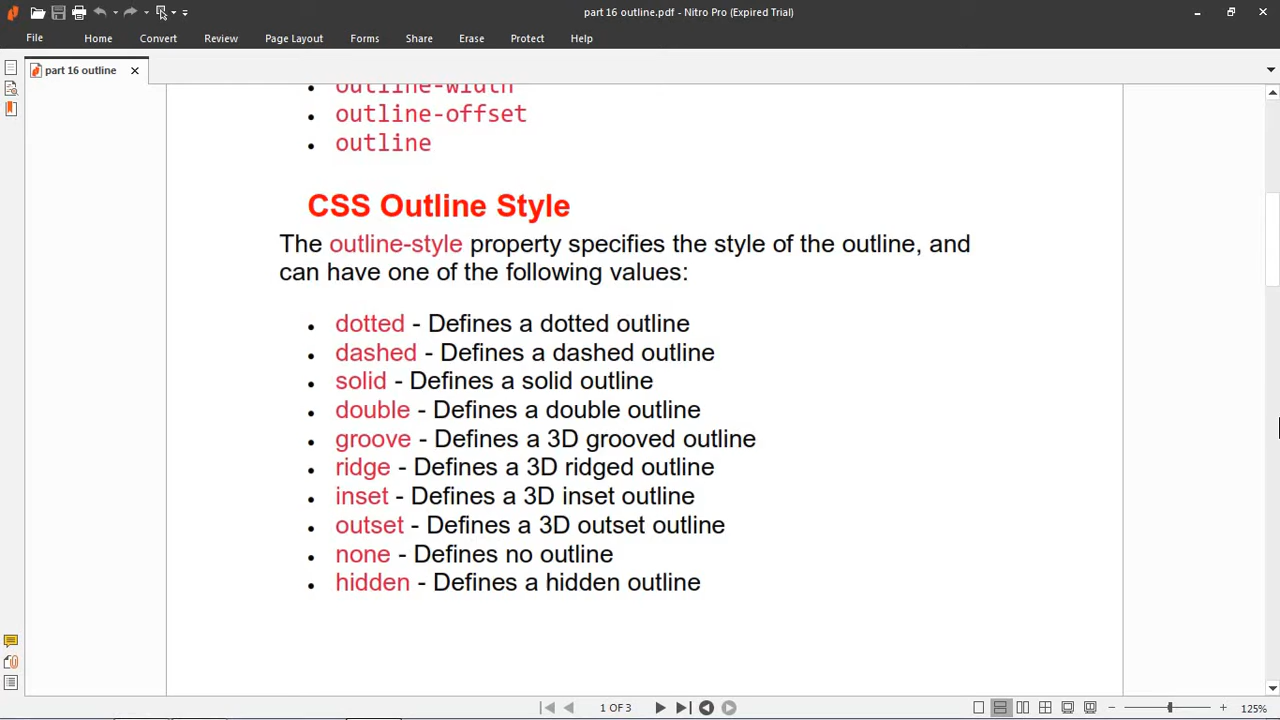 part 16 outline.pdf - Nitro Pro (Expired Trial)
File Home Convert Review Page Layout Forms Share Erase Protect Help
part 16 outline
• outline-width
• outline-offset
• outline
CSS Outline Style
The outline-style property specifies the style of the outline, and
can have one of the following values:
• dotted - Defines a dotted outline
• dashed - Defines a dashed outline
• solid - Defines a solid outline
• double - Defines a double outline
• groove - Defines a 3D grooved outline
• ridge - Defines a 3D ridged outline
• inset - Defines a 3D inset outline
• outset - Defines a 3D outset outline
• none - Defines no outline
• hidden - Defines a hidden outline
1 OF 3
125%